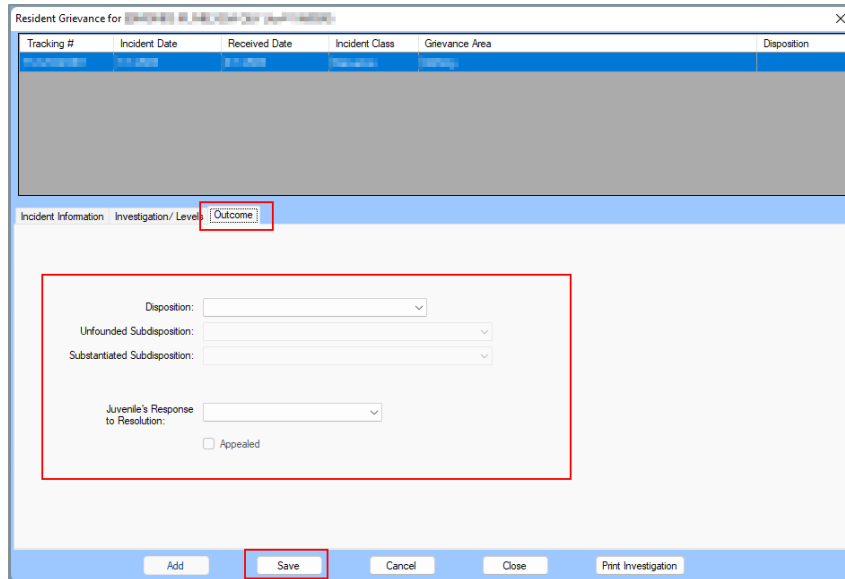 Resident Grievance for
Tracking # Incident Date Received Date Incident Class Grievance Area Disposition
Incident Information Investigation/ Levels Outcome
Disposition:
Unfounded Subdisposition:
Substantiated Subdisposition:
Juvenile's Response
to Resolution:
Appealed
Add Save Cancel Close Print Investigation